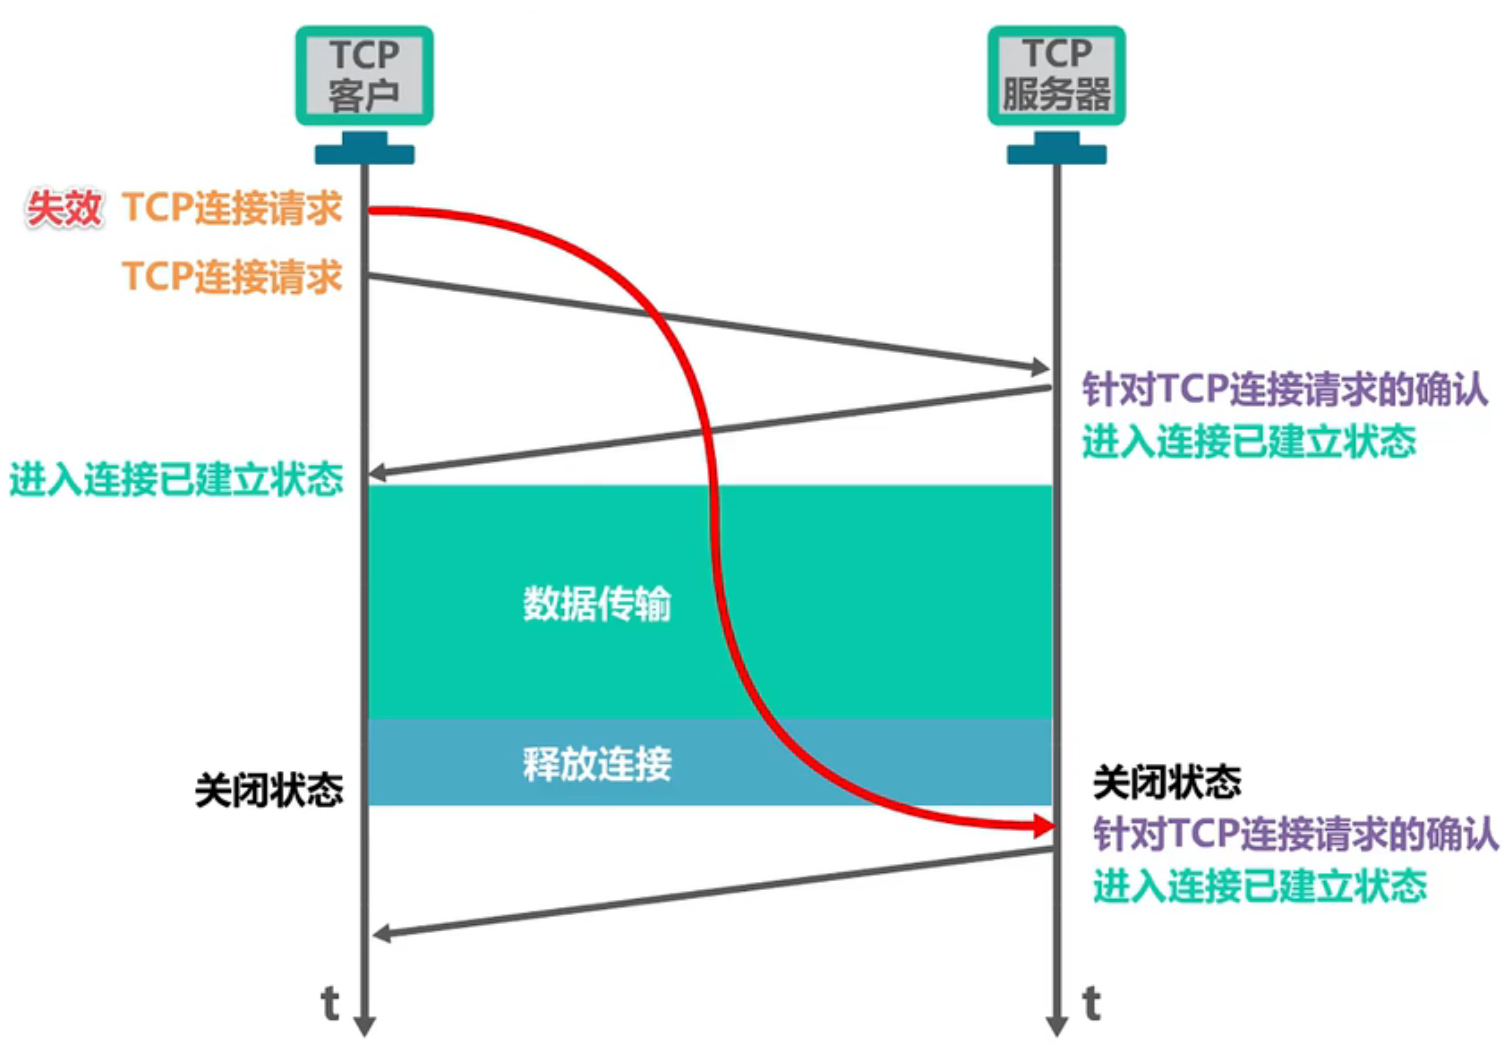 TCP
客户
TCP
服务器
失效 TCP连接请求
TCP连接请求
针对TCP连接请求的确认
进入连接已建立状态
进入连接已建立状态
数据传输
释放连接
关闭状态
关闭状态
针对TCP连接请求的确认
进入连接已建立状态
t
t